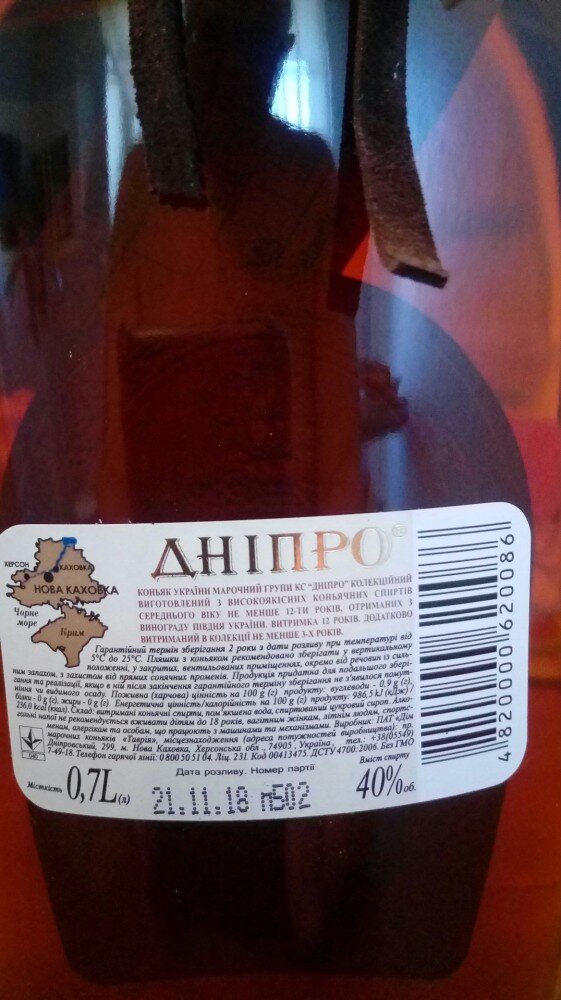 ДНІПРО®
ХЕРСОН
КАХОВКА
НОВА КАХОВКА
Чорне
море
Крим
КОНЬЯК УКРАЇНИ МАРОЧНИЙ ГРУПИ КС "ДНІПРО" КОЛЕКЦІЙНИЙ
ВИГОТОВЛЕНИЙ З ВИСОКОЯКІСНИХ КОНЬЯЧНИХ СПИРТІВ
СЕРЕДНЬОГО ВІКУ НЕ МЕНШЕ 12-ТИ РОКІВ, ОТРИМАНИХ З
ВИНОГРАДУ ПІВДНЯ УКРАЇНИ. ВИТРИМКА 12 РОКІВ. ДОДАТКОВО
ВИТРИМАНИЙ В КОЛЕКЦІЇ НЕ МЕНШЕ 3-Х РОКІВ.
Гарантійний термін зберігання 2 роки з дати розливу при температурі від
5°С до 25°С. Пляшки з коньяком рекомендовано зберігати у вертикальному
положенні, у закритих, вентильованих приміщеннях, окремо від речовин із силь-
ним запахом, з захистом від прямих сонячних променів. Продукція придатна для подальшого збері-
гання та реалізації, якщо в ній після закінчення гарантійного терміну зберігання не з'явилося помут-
ніння чи видимого осаду. Поживна (харчова) цінність на 100 g (г) продукту: вуглеводи - 0,9 g (г),
білки - 0 g (г), жири - 0 g (г). Енергетична цінність/калорійність на 100 g (г) продукту: 986,5 kJ (кДж) /
236,0 kcal (ккал). Склад: витримані коньячні спирти, пом'якшена вода, спиртований цукровий сироп. Алко-
гольні напої не рекомендується вживати дітям до 18 років, вагітним жінкам, літнім людям, спортс-
менам, алергікам та особам, що працюють з машинами та механізмами. Виробник: ПАТ «Дім
марочних коньяків «Таврія», місцезнаходження (адреса потужностей виробництва): пр.
Дніпровський, 299, м. Нова Каховка, Херсонська обл., 74905, Україна, тел.: +38(05549)
7-49-18. Телефон гарячої лінії: 0 800 50 51 04. Ліц. 231. Код 00413475. ДСТУ 4700:2006. Без ГМО
Місткість 0,7L(л)
Дата розливу. Номер партії
21.11.18 П502
Вміст спирту
40% об.
4820000620086